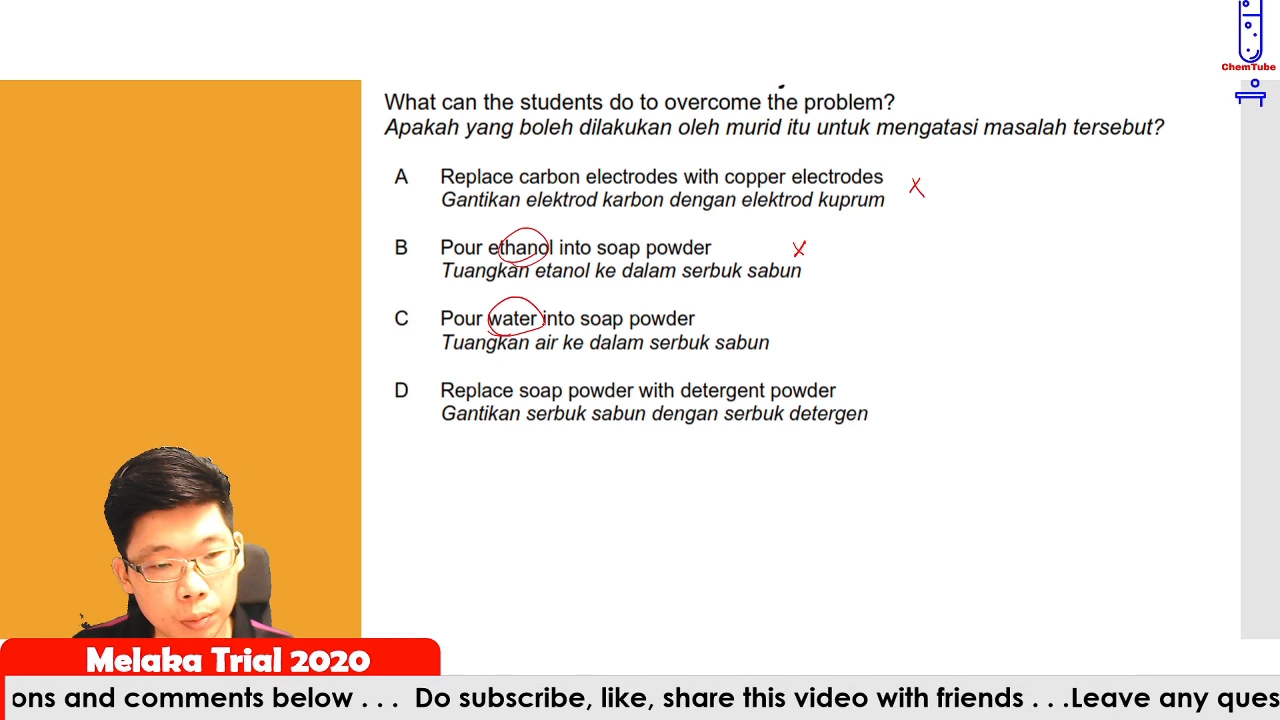 ChemTube
What can the students do to overcome the problem?
Apakah yang boleh dilakukan oleh murid itu untuk mengatasi masalah tersebut?
A Replace carbon electrodes with copper electrodes
Gantikan elektrod karbon dengan elektrod kuprum
B Pour ethanol into soap powder
Tuangkan etanol ke dalam serbuk sabun
C Pour water into soap powder
Tuangkan air ke dalam serbuk sabun
D Replace soap powder with detergent powder
Gantikan serbuk sabun dengan serbuk detergen
Melaka Trial 2020
ons and comments below . . . Do subscribe, like, share this video with friends . . .Leave any ques